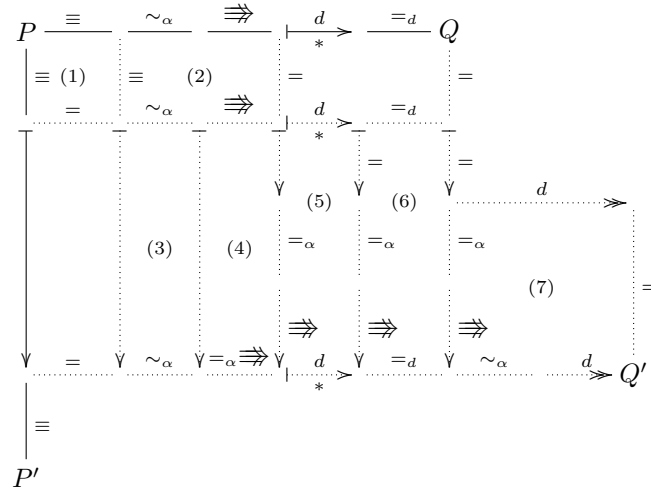 P ≡ ∼α ⇛ d * =d Q
≡ (1) ≡ (2) = =
= ∼α ⇛ d * =d
= =
(5) (6) d
(3) (4) =α =α =α
(7) =
⇛ ⇛ ⇛
= ∼α =α ⇛ d * =d ∼α d Q′
≡
P′